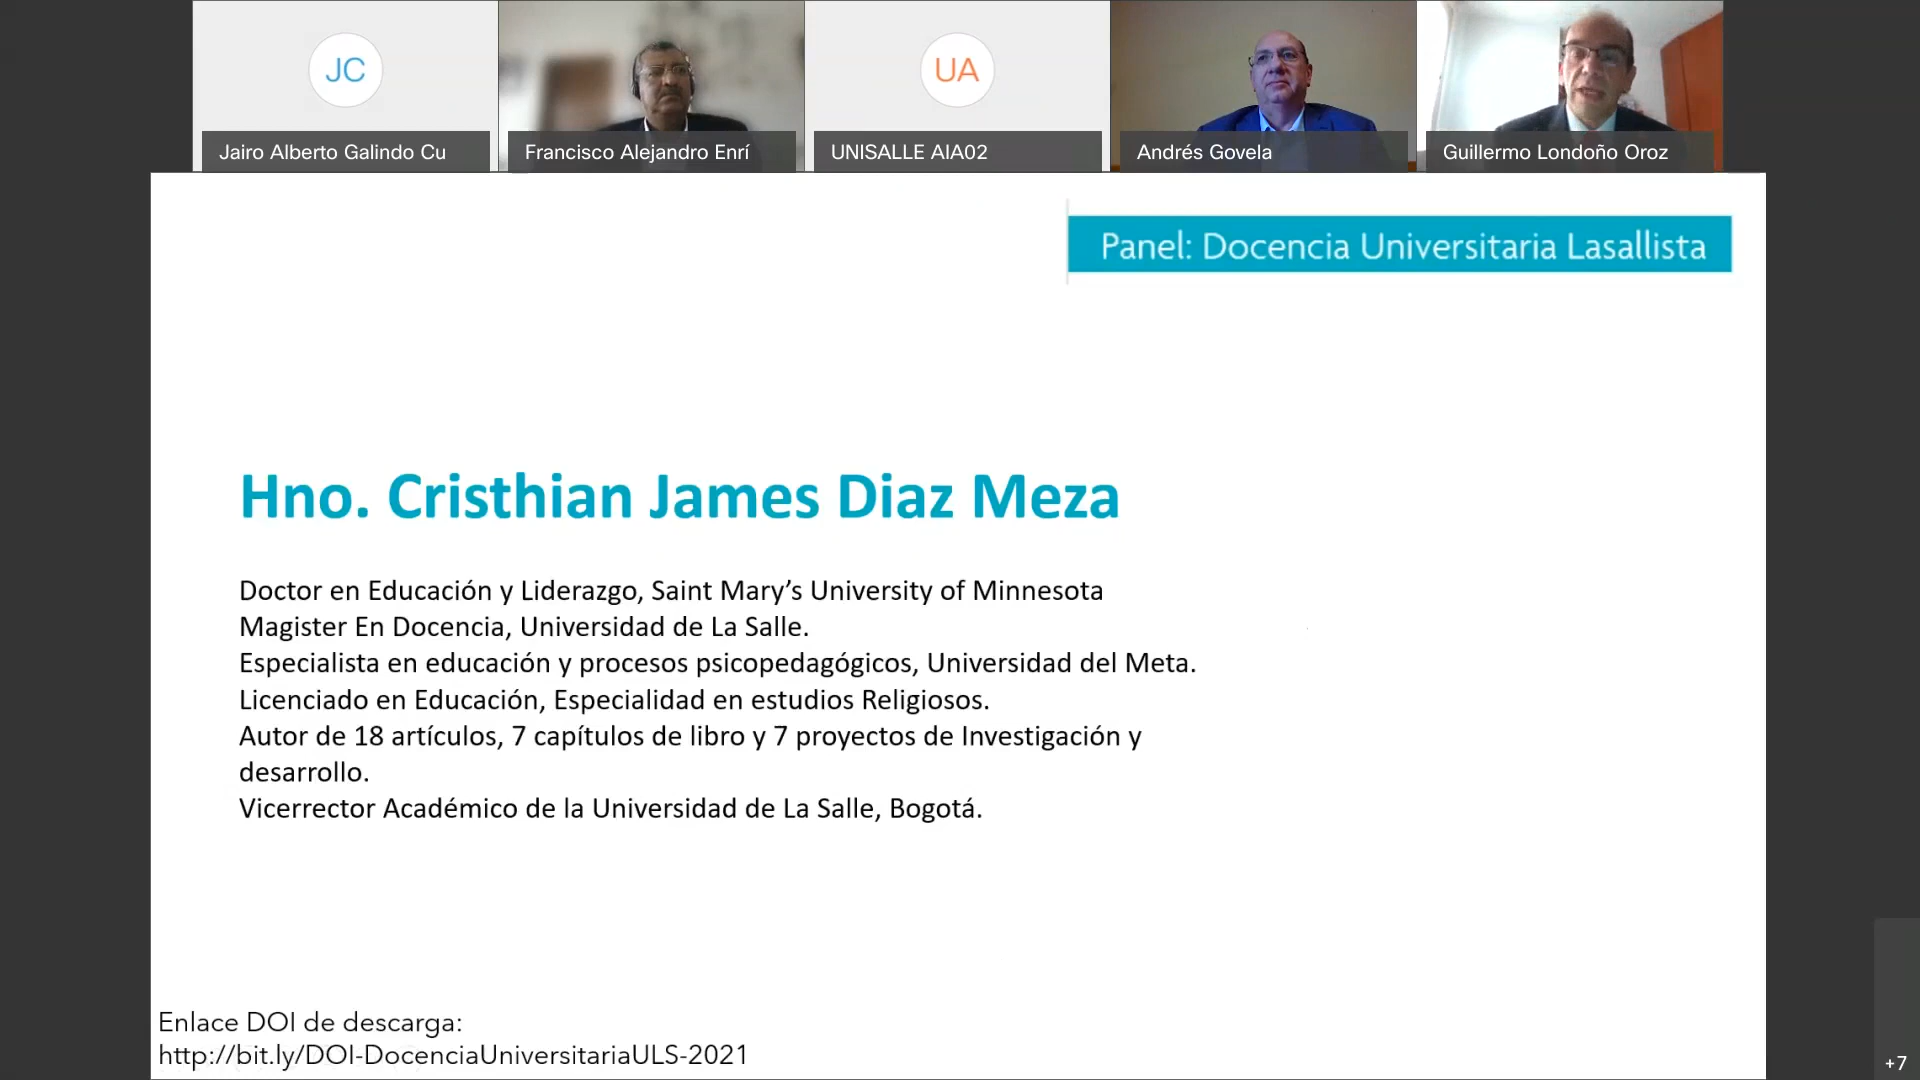 JC
UA
Jairo Alberto Galindo Cu
Francisco Alejandro Enrí
UNISALLE AIA02
Andrés Govela
Guillermo Londoño Oroz
Panel: Docencia Universitaria Lasallista
Hno. Cristhian James Diaz Meza
Doctor en Educación y Liderazgo, Saint Mary’s University of Minnesota
Magister En Docencia, Universidad de La Salle.
Especialista en educación y procesos psicopedagógicos, Universidad del Meta.
Licenciado en Educación, Especialidad en estudios Religiosos.
Autor de 18 artículos, 7 capítulos de libro y 7 proyectos de Investigación y
desarrollo.
Vicerrector Académico de la Universidad de La Salle, Bogotá.
Enlace DOI de descarga:
http://bit.ly/DOI-DocenciaUniversitariaULS-2021
+7